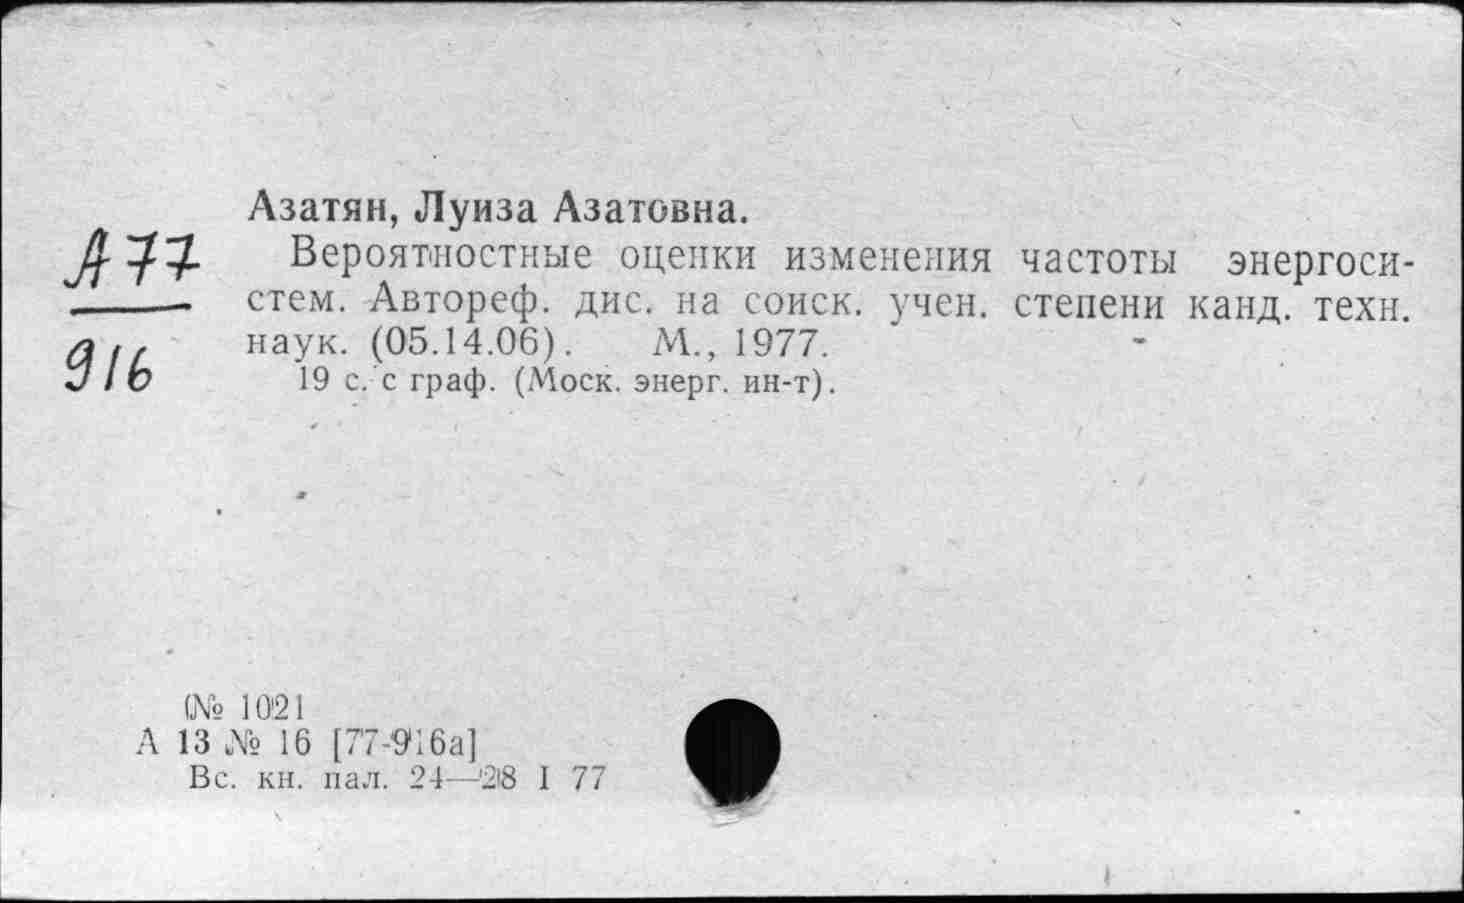 Азатян, Луиза Азатовна.
А77
Вероятностные оценки изменения частоты энергоси-
стем. Автореф. дис. на соиск. учен. степени канд. техн.
наук. (05.14.06). М., 1977.
916
19 с. с граф. (Моск. энерг. ин-т).
(№ 1021
А 13 № 16 [77-916а]
Вс. кн. пал. 24—28 I 77